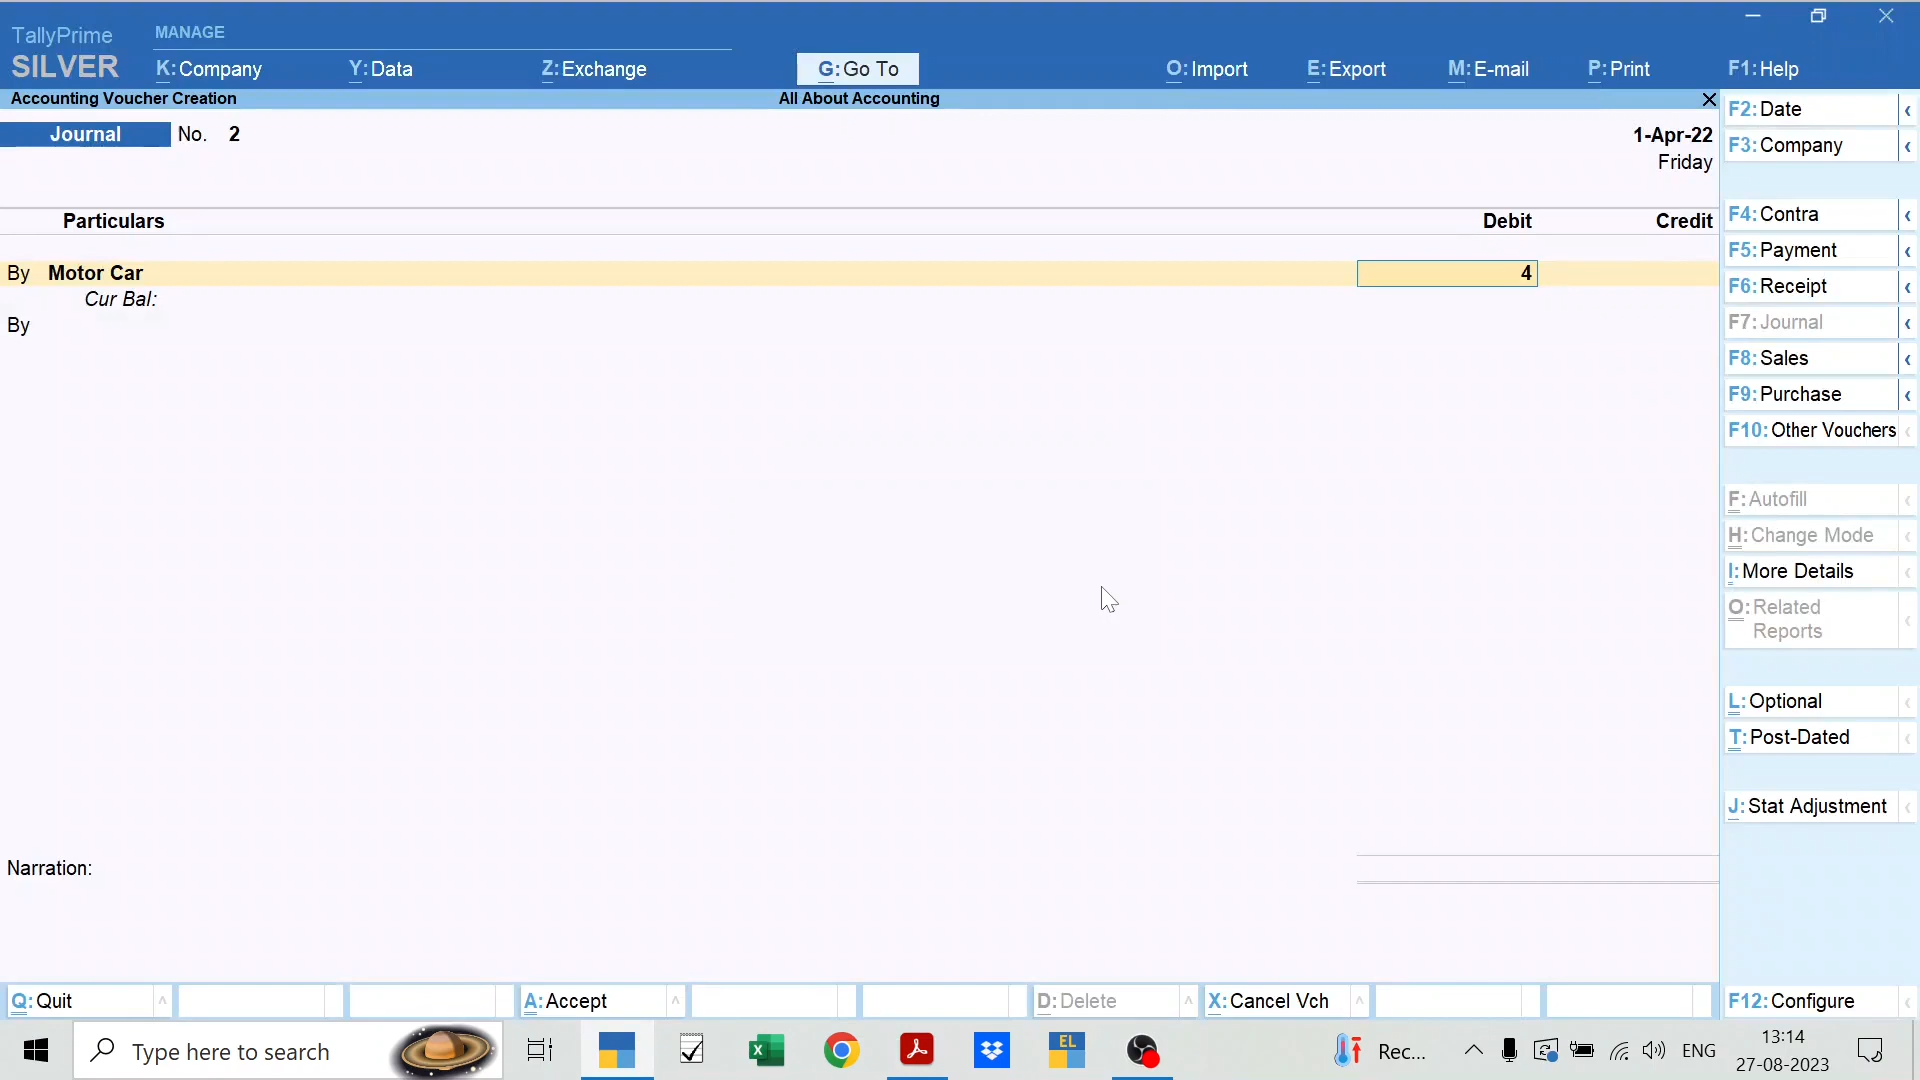 TallyPrime
SILVER
MANAGE
K:Company
Y:Data
Z:Exchange
G:Go To
O:Import
E:Export
M:E-mail
P:Print
F1:Help
Accounting Voucher Creation
All About Accounting
Journal No. 2
1-Apr-22
Friday
Particulars
Debit
Credit
By Motor Car
4
Cur Bal:
By
Narration:
F2:Date
F3:Company
F4:Contra
F5:Payment
F6:Receipt
F7:Journal
F8:Sales
F9:Purchase
F10:Other Vouchers
F:Autofill
H:Change Mode
I:More Details
O:Related
Reports
L:Optional
T:Post-Dated
J:Stat Adjustment
F12:Configure
Q:Quit
A:Accept
D:Delete
X:Cancel Vch
Type here to search
EL
Rec...
ENG
13:14
27-08-2023